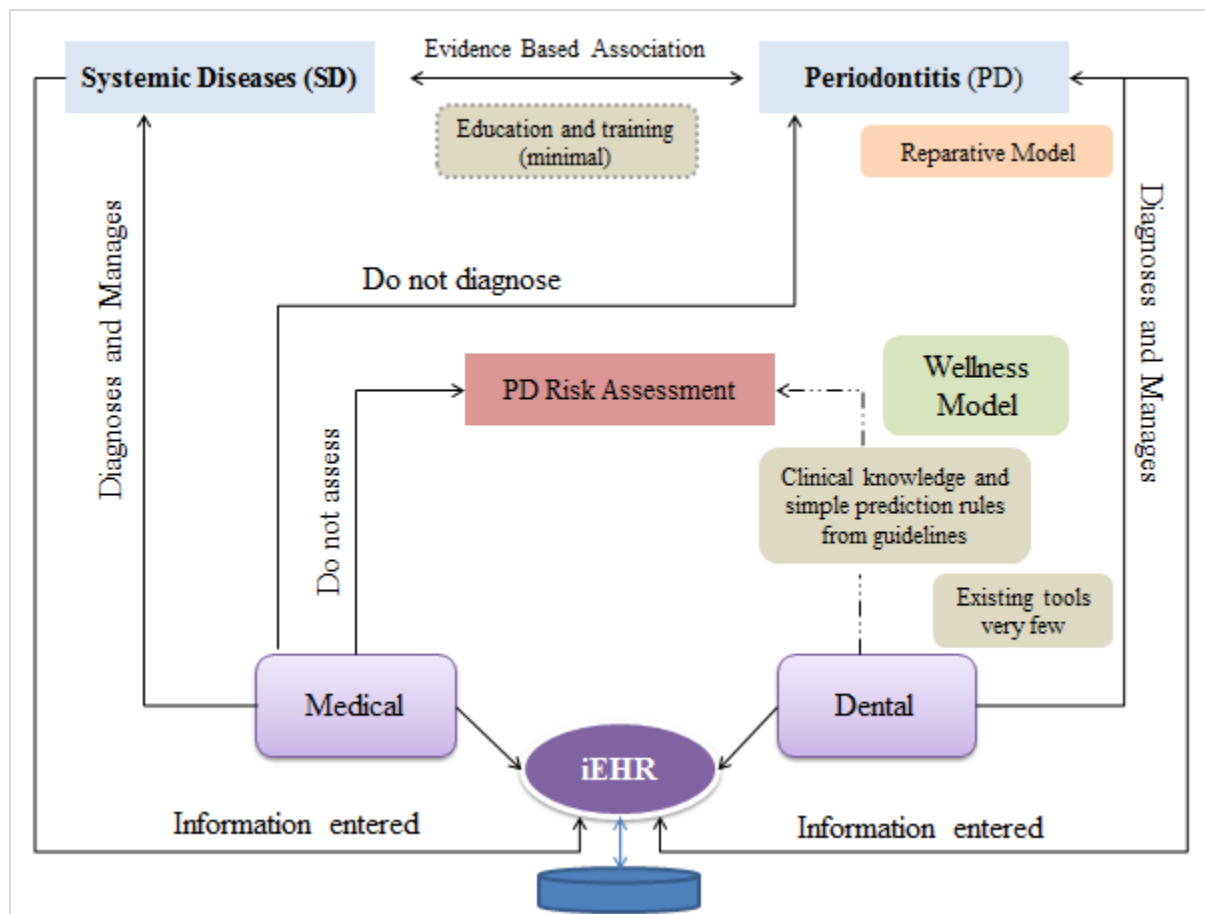 Evidence Based Association
Systemic Diseases (SD)
Periodontitis (PD)
Education and training
(minimal)
Reparative Model
Diagnoses and Manages
Diagnoses and Manages
Do not diagnose
Wellness
Model
PD Risk Assessment
Do not assess
Clinical knowledge and
simple prediction rules
from guidelines
Existing tools
very few
Medical
Dental
iEHR
Information entered
Information entered